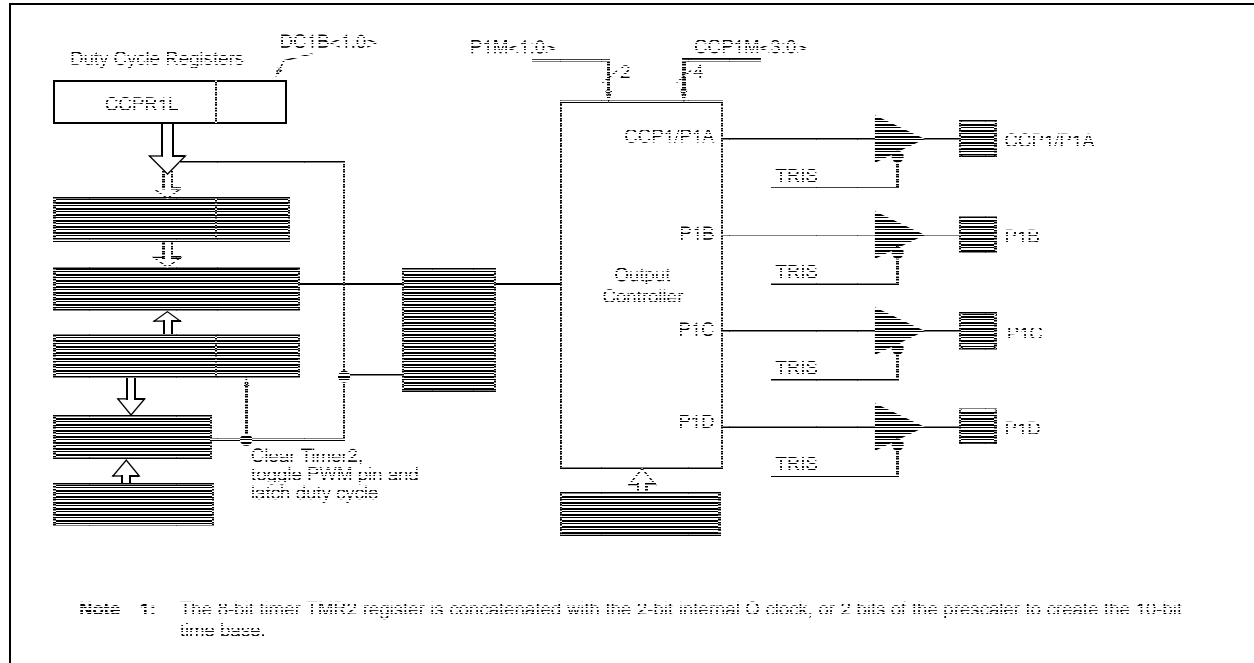 DC1B<1:0>
Duty Cycle Registers
CCPR1L
P1M<1:0>
2
CCP1M<3:0>
4
CCP1/P1A
CCP1/P1A
TRIS
P1B
P1B
TRIS
Output
Controller
P1C
P1C
TRIS
P1D
P1D
TRIS
Clear Timer2,
toggle PWM pin and
latch duty cycle
Note 1: The 8-bit timer TMR2 register is concatenated with the 2-bit internal Q clock, or 2 bits of the prescaler to create the 10-bit
time base.